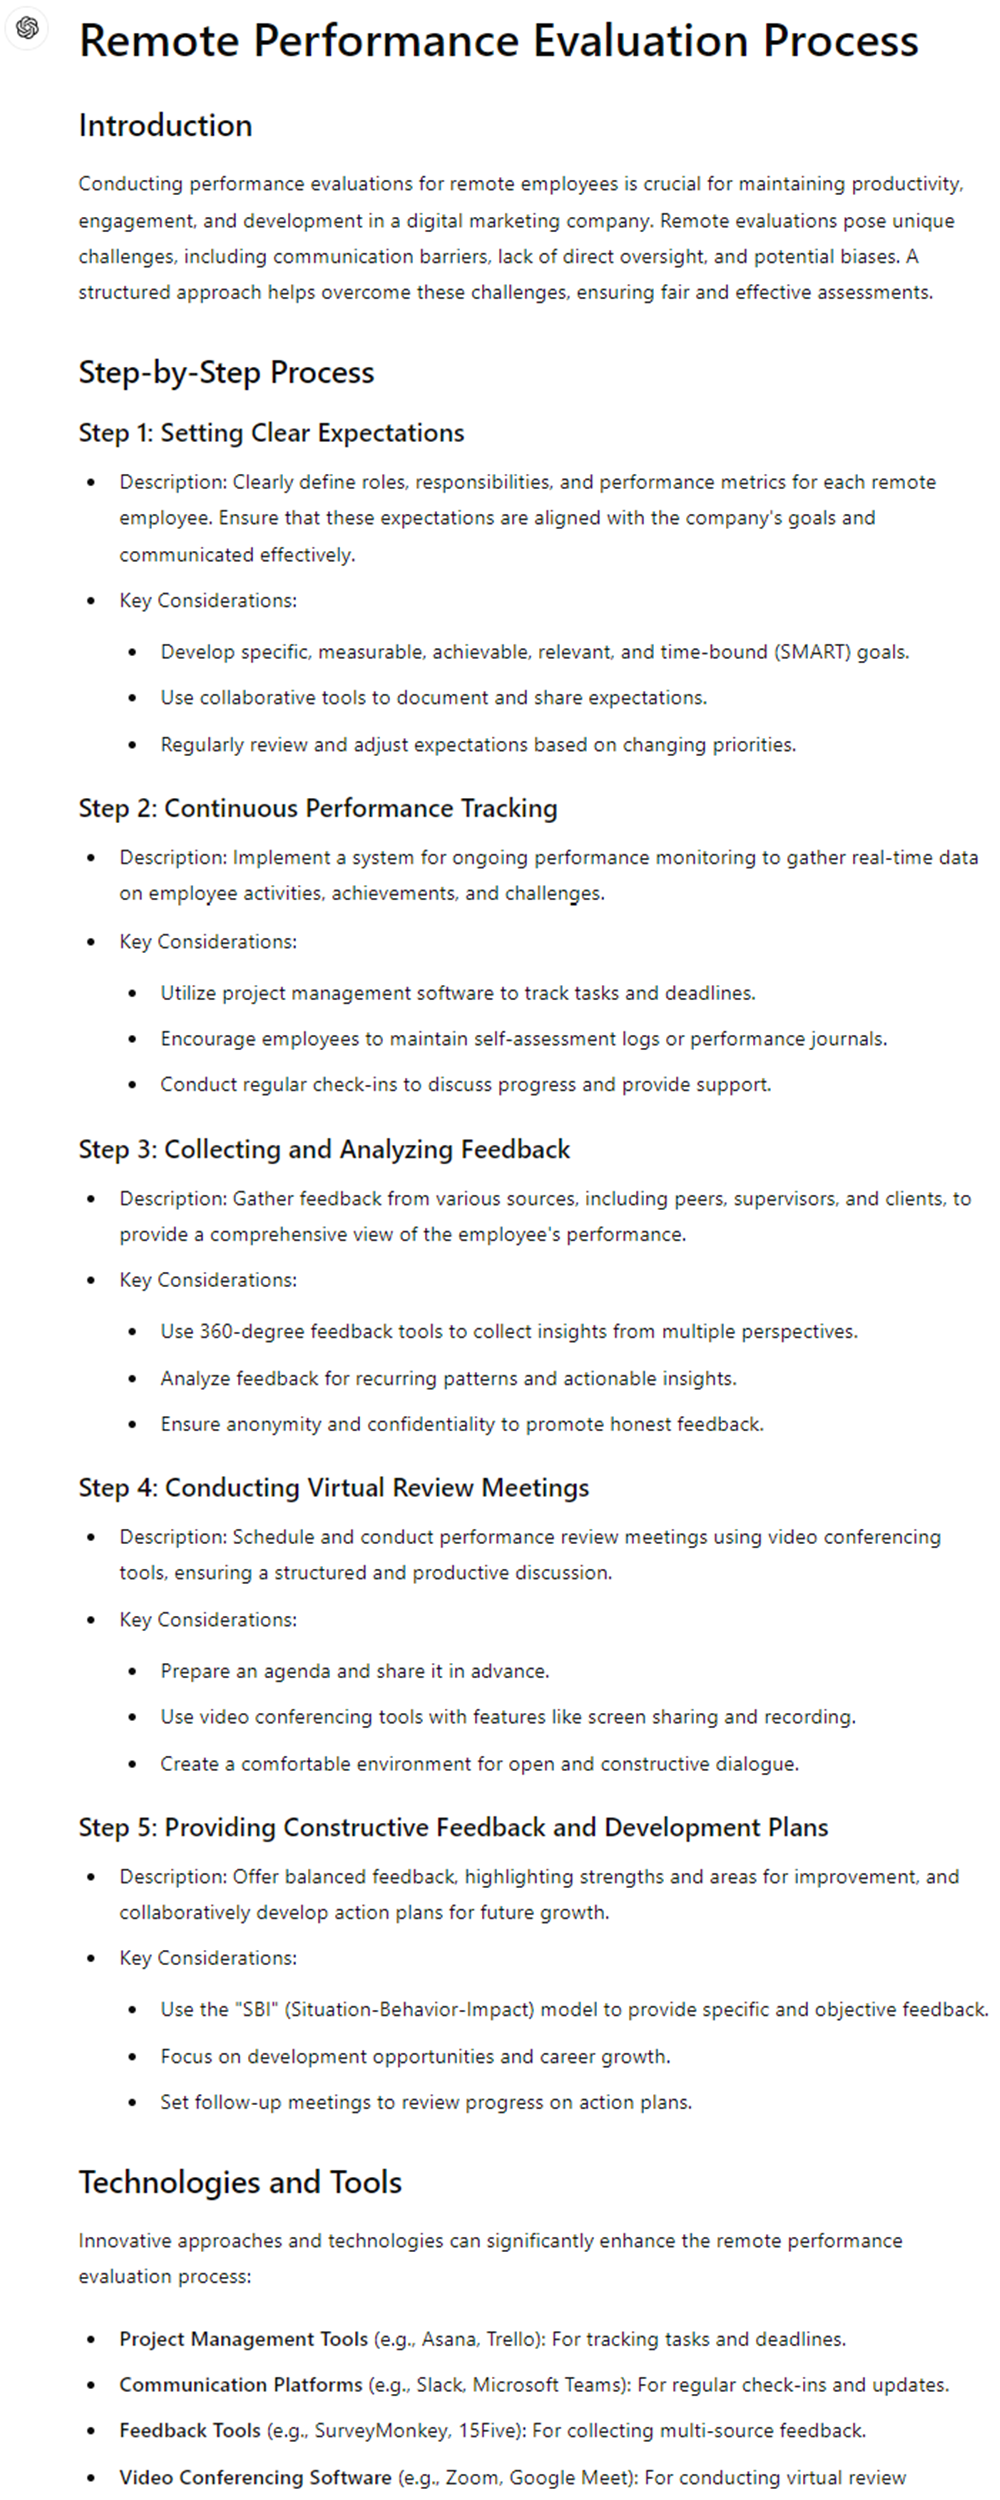 Remote Performance Evaluation Process
Introduction
Conducting performance evaluations for remote employees is crucial for maintaining productivity,
engagement, and development in a digital marketing company. Remote evaluations pose unique
challenges, including communication barriers, lack of direct oversight, and potential biases. A
structured approach helps overcome these challenges, ensuring fair and effective assessments.
Step-by-Step Process
Step 1: Setting Clear Expectations
• Description: Clearly define roles, responsibilities, and performance metrics for each remote
employee. Ensure that these expectations are aligned with the company's goals and
communicated effectively.
• Key Considerations:
• Develop specific, measurable, achievable, relevant, and time-bound (SMART) goals.
• Use collaborative tools to document and share expectations.
• Regularly review and adjust expectations based on changing priorities.
Step 2: Continuous Performance Tracking
• Description: Implement a system for ongoing performance monitoring to gather real-time data
on employee activities, achievements, and challenges.
• Key Considerations:
• Utilize project management software to track tasks and deadlines.
• Encourage employees to maintain self-assessment logs or performance journals.
• Conduct regular check-ins to discuss progress and provide support.
Step 3: Collecting and Analyzing Feedback
• Description: Gather feedback from various sources, including peers, supervisors, and clients, to
provide a comprehensive view of the employee's performance.
• Key Considerations:
• Use 360-degree feedback tools to collect insights from multiple perspectives.
• Analyze feedback for recurring patterns and actionable insights.
• Ensure anonymity and confidentiality to promote honest feedback.
Step 4: Conducting Virtual Review Meetings
• Description: Schedule and conduct performance review meetings using video conferencing
tools, ensuring a structured and productive discussion.
• Key Considerations:
• Prepare an agenda and share it in advance.
• Use video conferencing tools with features like screen sharing and recording.
• Create a comfortable environment for open and constructive dialogue.
Step 5: Providing Constructive Feedback and Development Plans
• Description: Offer balanced feedback, highlighting strengths and areas for improvement, and
collaboratively develop action plans for future growth.
• Key Considerations:
• Use the "SBI" (Situation-Behavior-Impact) model to provide specific and objective feedback.
• Focus on development opportunities and career growth.
• Set follow-up meetings to review progress on action plans.
Technologies and Tools
Innovative approaches and technologies can significantly enhance the remote performance
evaluation process:
• Project Management Tools (e.g., Asana, Trello): For tracking tasks and deadlines.
• Communication Platforms (e.g., Slack, Microsoft Teams): For regular check-ins and updates.
• Feedback Tools (e.g., SurveyMonkey, 15Five): For collecting multi-source feedback.
• Video Conferencing Software (e.g., Zoom, Google Meet): For conducting virtual review